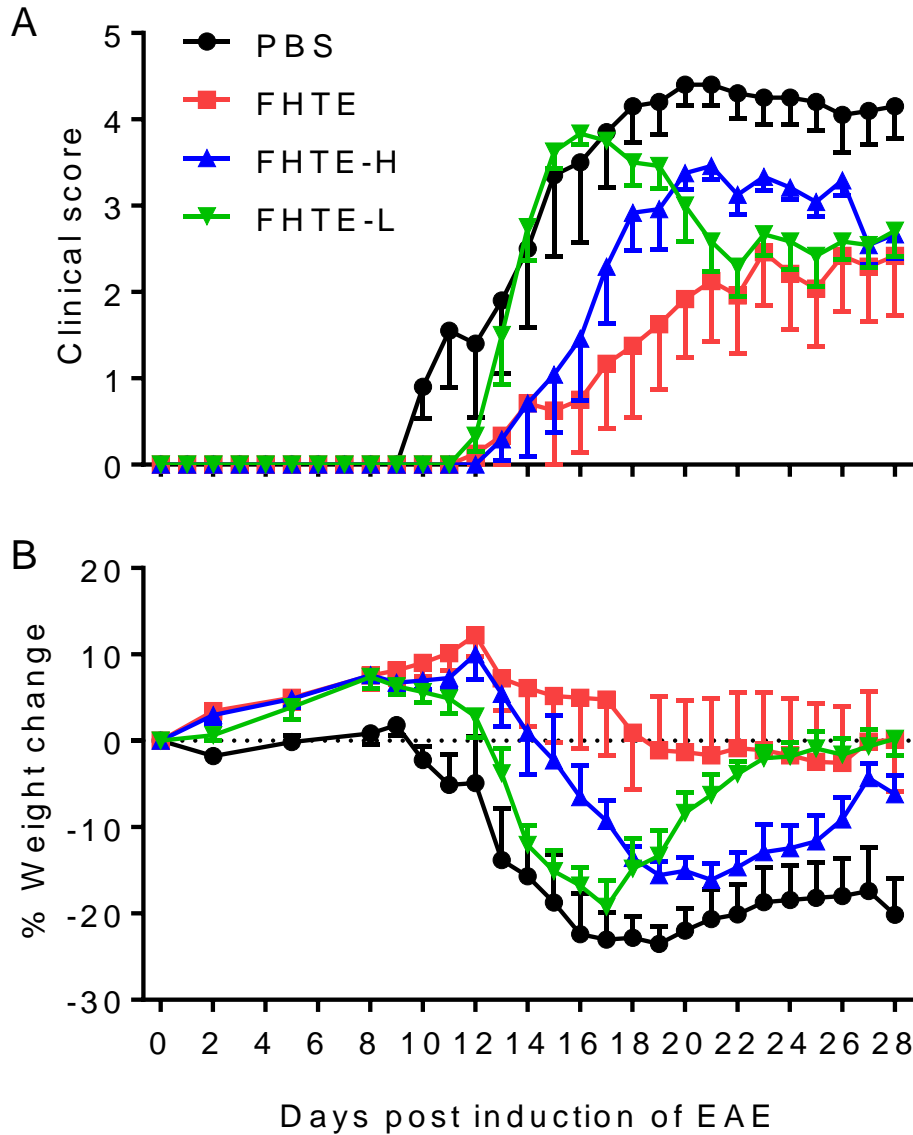 A
5
4
3
2
1
0
Clinical score
PBS
FHTE
FHTE-H
FHTE-L
B
20
10
0
-10
-20
-30
% Weight change
0 2 4 6 8 10 12 14 16 18 20 22 24 26 28
Days post induction of EAE